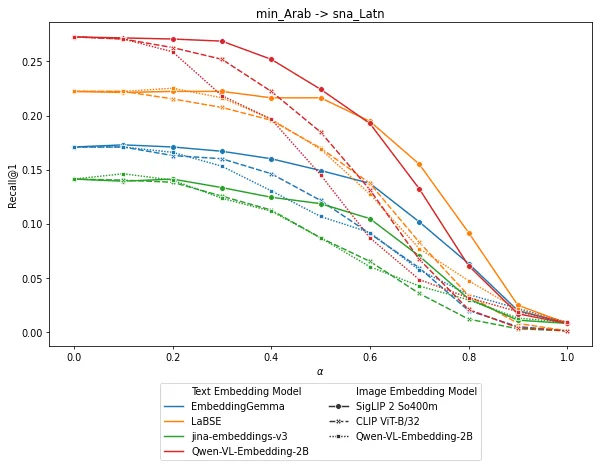 min_Arab -> sna_Latn
Recall@1
0.25
0.20
0.15
0.10
0.05
0.00
0.0 0.2 0.4 0.6 0.8 1.0
α
Text Embedding Model Image Embedding Model
EmbeddingGemma SigLIP 2 So400m
LaBSE CLIP ViT-B/32
jina-embeddings-v3 Qwen-VL-Embedding-2B
Qwen-VL-Embedding-2B